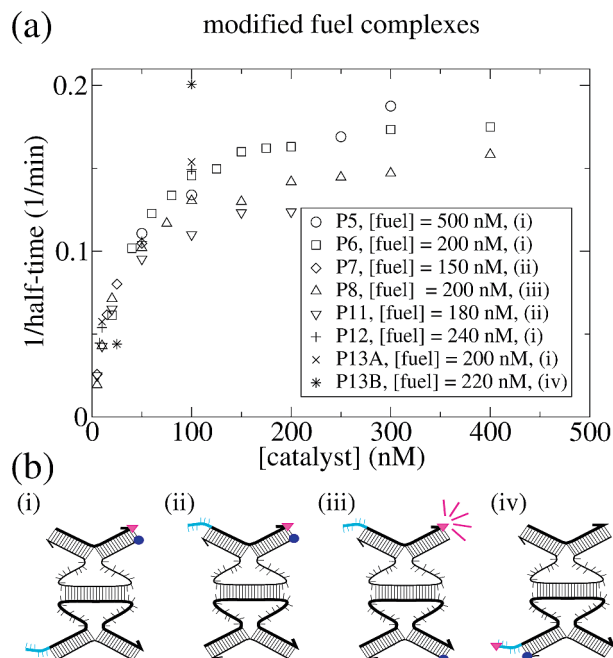 (a)
modified fuel complexes
0.2
0.1
0
1/half-time (1/min)
P5, [fuel] = 500 nM, (i)
P6, [fuel] = 200 nM, (i)
P7, [fuel] = 150 nM, (ii)
P8, [fuel] = 200 nM, (iii)
P11, [fuel] = 180 nM, (ii)
P12, [fuel] = 240 nM, (i)
P13A, [fuel] = 200 nM, (i)
P13B, [fuel] = 220 nM, (iv)
0 100 200 300 400 500
[catalyst] (nM)
(b)
(i) (ii) (iii) (iv)